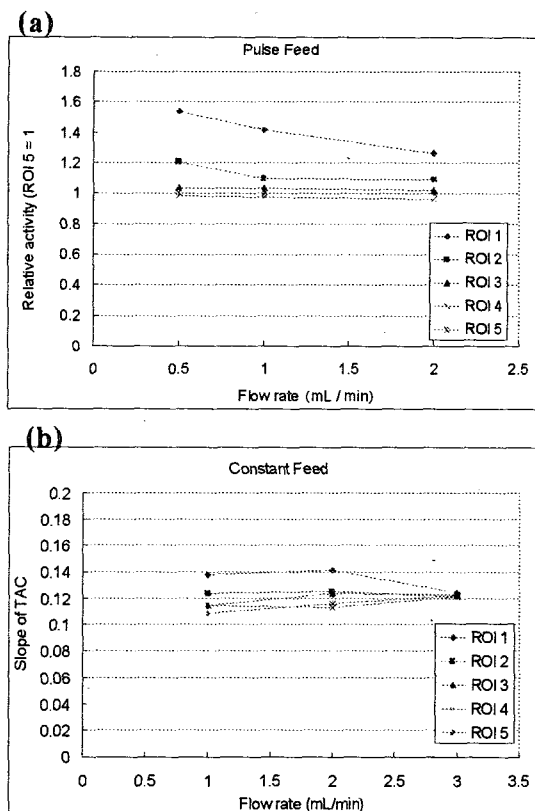 (a)
Pulse Feed
Relative activity (ROI 5 = 1
1.8
1.6
1.4
1.2
1
0.8
0.6
0.4
0.2
0
0
0.5
1
1.5
2
2.5
Flow rate (mL / min)
ROI 1
ROI 2
ROI 3
ROI 4
ROI 5
(b)
Constant Feed
Slope of TAC
0.2
0.18
0.16
0.14
0.12
0.1
0.08
0.06
0.04
0.02
0
0
0.5
1
1.5
2
2.5
3
3.5
Flow rate (mL/min)
ROI 1
ROI 2
ROI 3
ROI 4
ROI 5